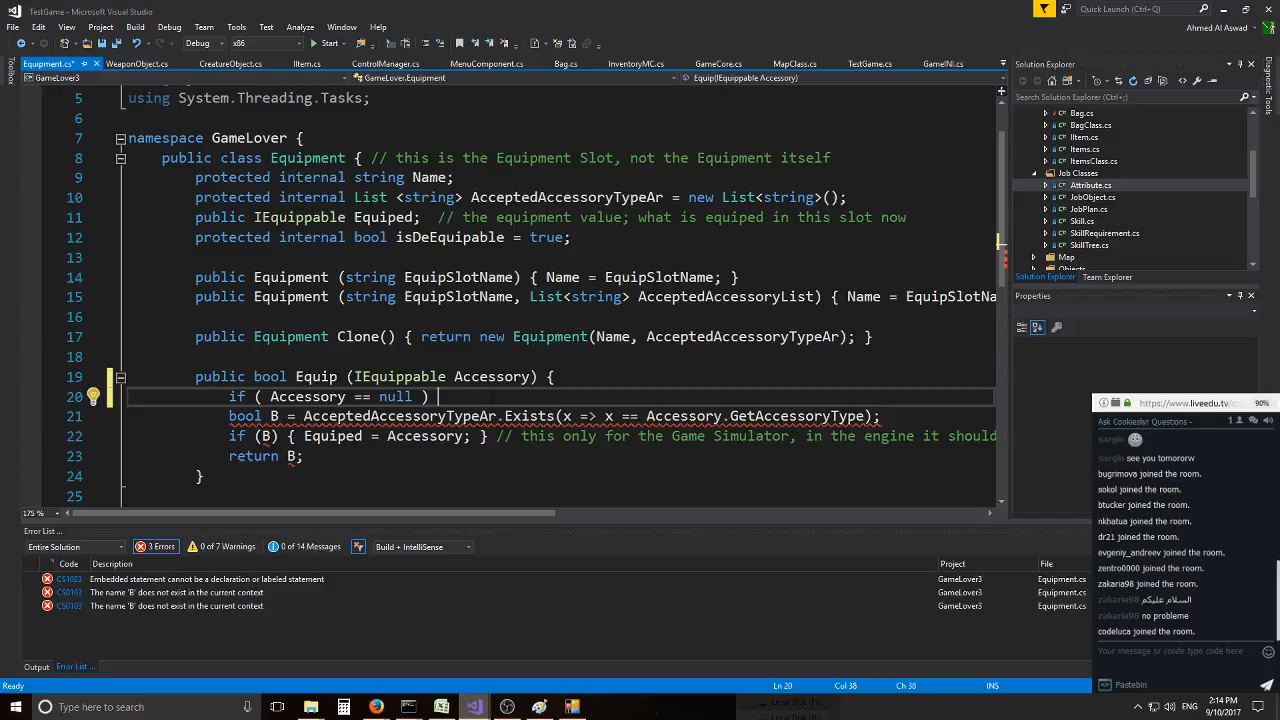 TestGame - Microsoft Visual Studio
Quick Launch (Ctrl+Q)
File Edit View Project Build Debug Team Tools Test Analyze Window Help
Ahmed Al Aswad
Debug x86 Start
Equipment.cs* WeaponObject.cs CreatureObject.cs IItem.cs ControlManager.cs MenuComponent.cs Bag.cs InventoryMC.cs GameCore.cs MapClass.cs TestGame.cs GameINI.cs
GameLover3 GameLover.Equipment Equip(IEquippable Accessory)
Toolbox
5 using System.Threading.Tasks;
6
7 namespace GameLover {
8 public class Equipment { // this is the Equipment Slot, not the Equipment itself
9 protected internal string Name;
10 protected internal List <string> AcceptedAccessoryTypeAr = new List<string>();
11 public IEquippable Equiped; // the equipment value; what is equiped in this slot now
12 protected internal bool isDeEquipable = true;
13
14 public Equipment (string EquipSlotName) { Name = EquipSlotName; }
15 public Equipment (string EquipSlotName, List<string> AcceptedAccessoryList) { Name = EquipSlotNa
16
17 public Equipment Clone() { return new Equipment(Name, AcceptedAccessoryTypeAr); }
18
19 public bool Equip (IEquippable Accessory) {
20 if ( Accessory == null )
21 bool B = AcceptedAccessoryTypeAr.Exists(x => x == Accessory.GetAccessoryType);
22 if (B) { Equiped = Accessory; } // this only for the Game Simulator, in the engine it should
23 return B;
24 }
25
175 %
Solution Explorer
Search Solution Explorer (Ctrl+;)
Bag.cs
BagClass.cs
IItem.cs
Items.cs
ItemsClass.cs
Job Classes
Attribute.cs
JobObject.cs
JobPlan.cs
Skill.cs
SkillRequirement.cs
SkillTree.cs
Map
Objects
Solution Explorer Team Explorer
Properties
Diagnostic Tools
Error List ...
Entire Solution 3 Errors 0 of 7 Warnings 0 of 14 Messages Build + IntelliSense
Code Description Project File
CS1023 Embedded statement cannot be a declaration or labeled statement GameLover3 Equipment.cs
CS0103 The name 'B' does not exist in the current context GameLover3 Equipment.cs
CS0103 The name 'B' does not exist in the current context GameLover3 Equipment.cs
Output Error List ...
Ready Ln 20 Col 38 Ch 38 INS
https://www.liveedu.tv/c 90%
Ask Cookieslyr Questions - 1
sargin
sargin see you tomororw
bugrimova joined the room.
sokol joined the room.
btucker joined the room.
nkhatua joined the room.
dr21 joined the room.
evgeniy_andreev joined the room.
zentro0000 joined the room.
zakaria98 joined the room.
zakaria98 السلام عليكم
zakaria98 no probleme
codeluca joined the room.
Your message or /code type code here
Pastebin
Type here to search
Local Disk (F:)
2:14 PM
9/10/2017